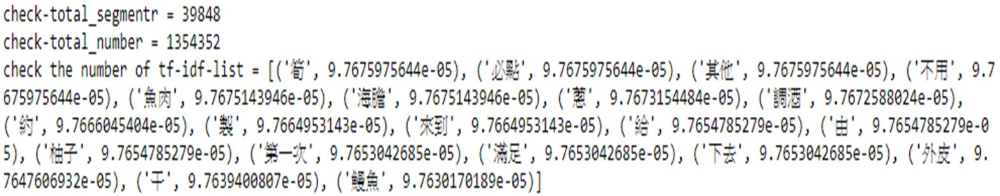 check-total_segmentr = 39848
check-total_number = 1354352
check the number of tf-idf-list = [('筍', 9.7675975644e-05), ('必點', 9.7675975644e-05), ('其他', 9.7675975644e-05), ('不用', 9.7
675975644e-05), ('魚肉', 9.7675143946e-05), ('海膽', 9.7675143946e-05), ('蔥', 9.7673154484e-05), ('調酒', 9.7672588024e-05),
('約', 9.7666045404e-05), ('製', 9.7664953143e-05), ('來到', 9.7664953143e-05), ('給', 9.7654785279e-05), ('由', 9.7654785279e-0
5), ('柚子', 9.7654785279e-05), ('第一次', 9.7653042685e-05), ('滿足', 9.7653042685e-05), ('下去', 9.7653042685e-05), ('外皮', 9.
7647606932e-05), ('干', 9.7639400807e-05), ('鰻魚', 9.7630170189e-05)]